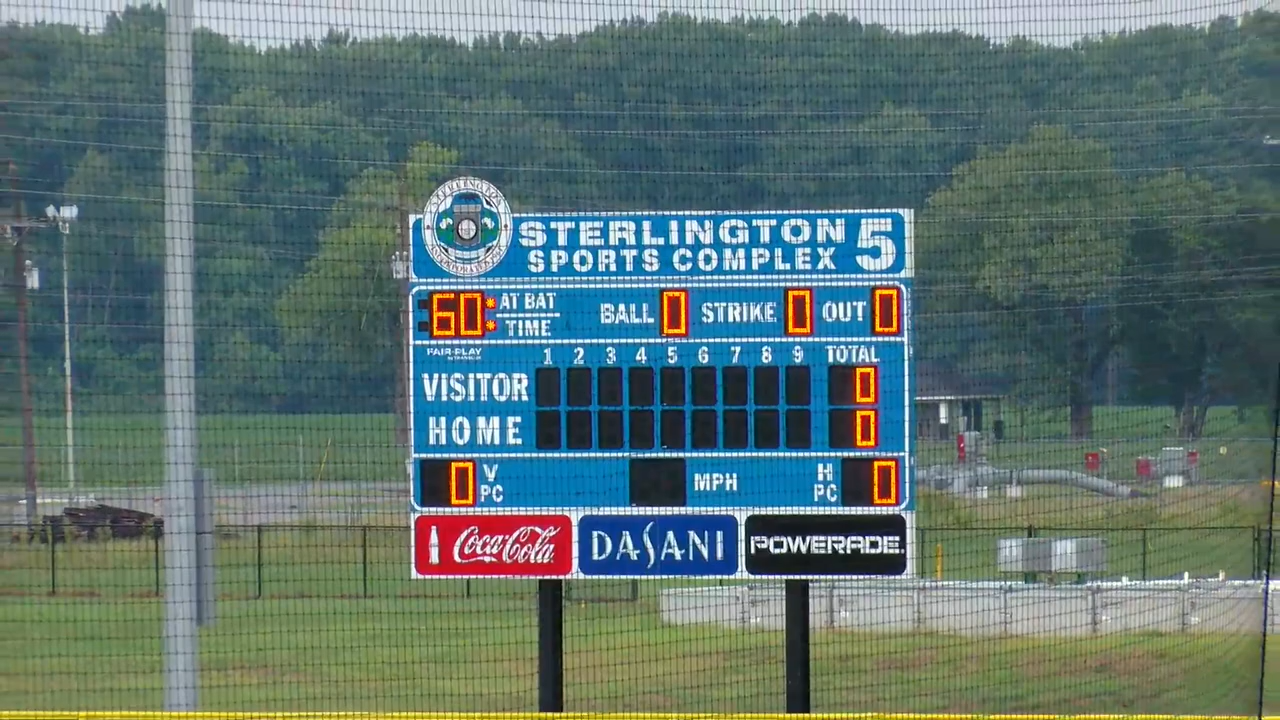 STERLINGTON 5
SPORTS COMPLEX
60: AT BAT BALL 0 STRIKE 0 OUT 0
TIME
FAIR-PLAY
1 2 3 4 5 6 7 8 9 TOTAL
VISITOR 0
HOME 0
0 V PC MPH H PC 0
Coca-Cola DASANI POWERADE